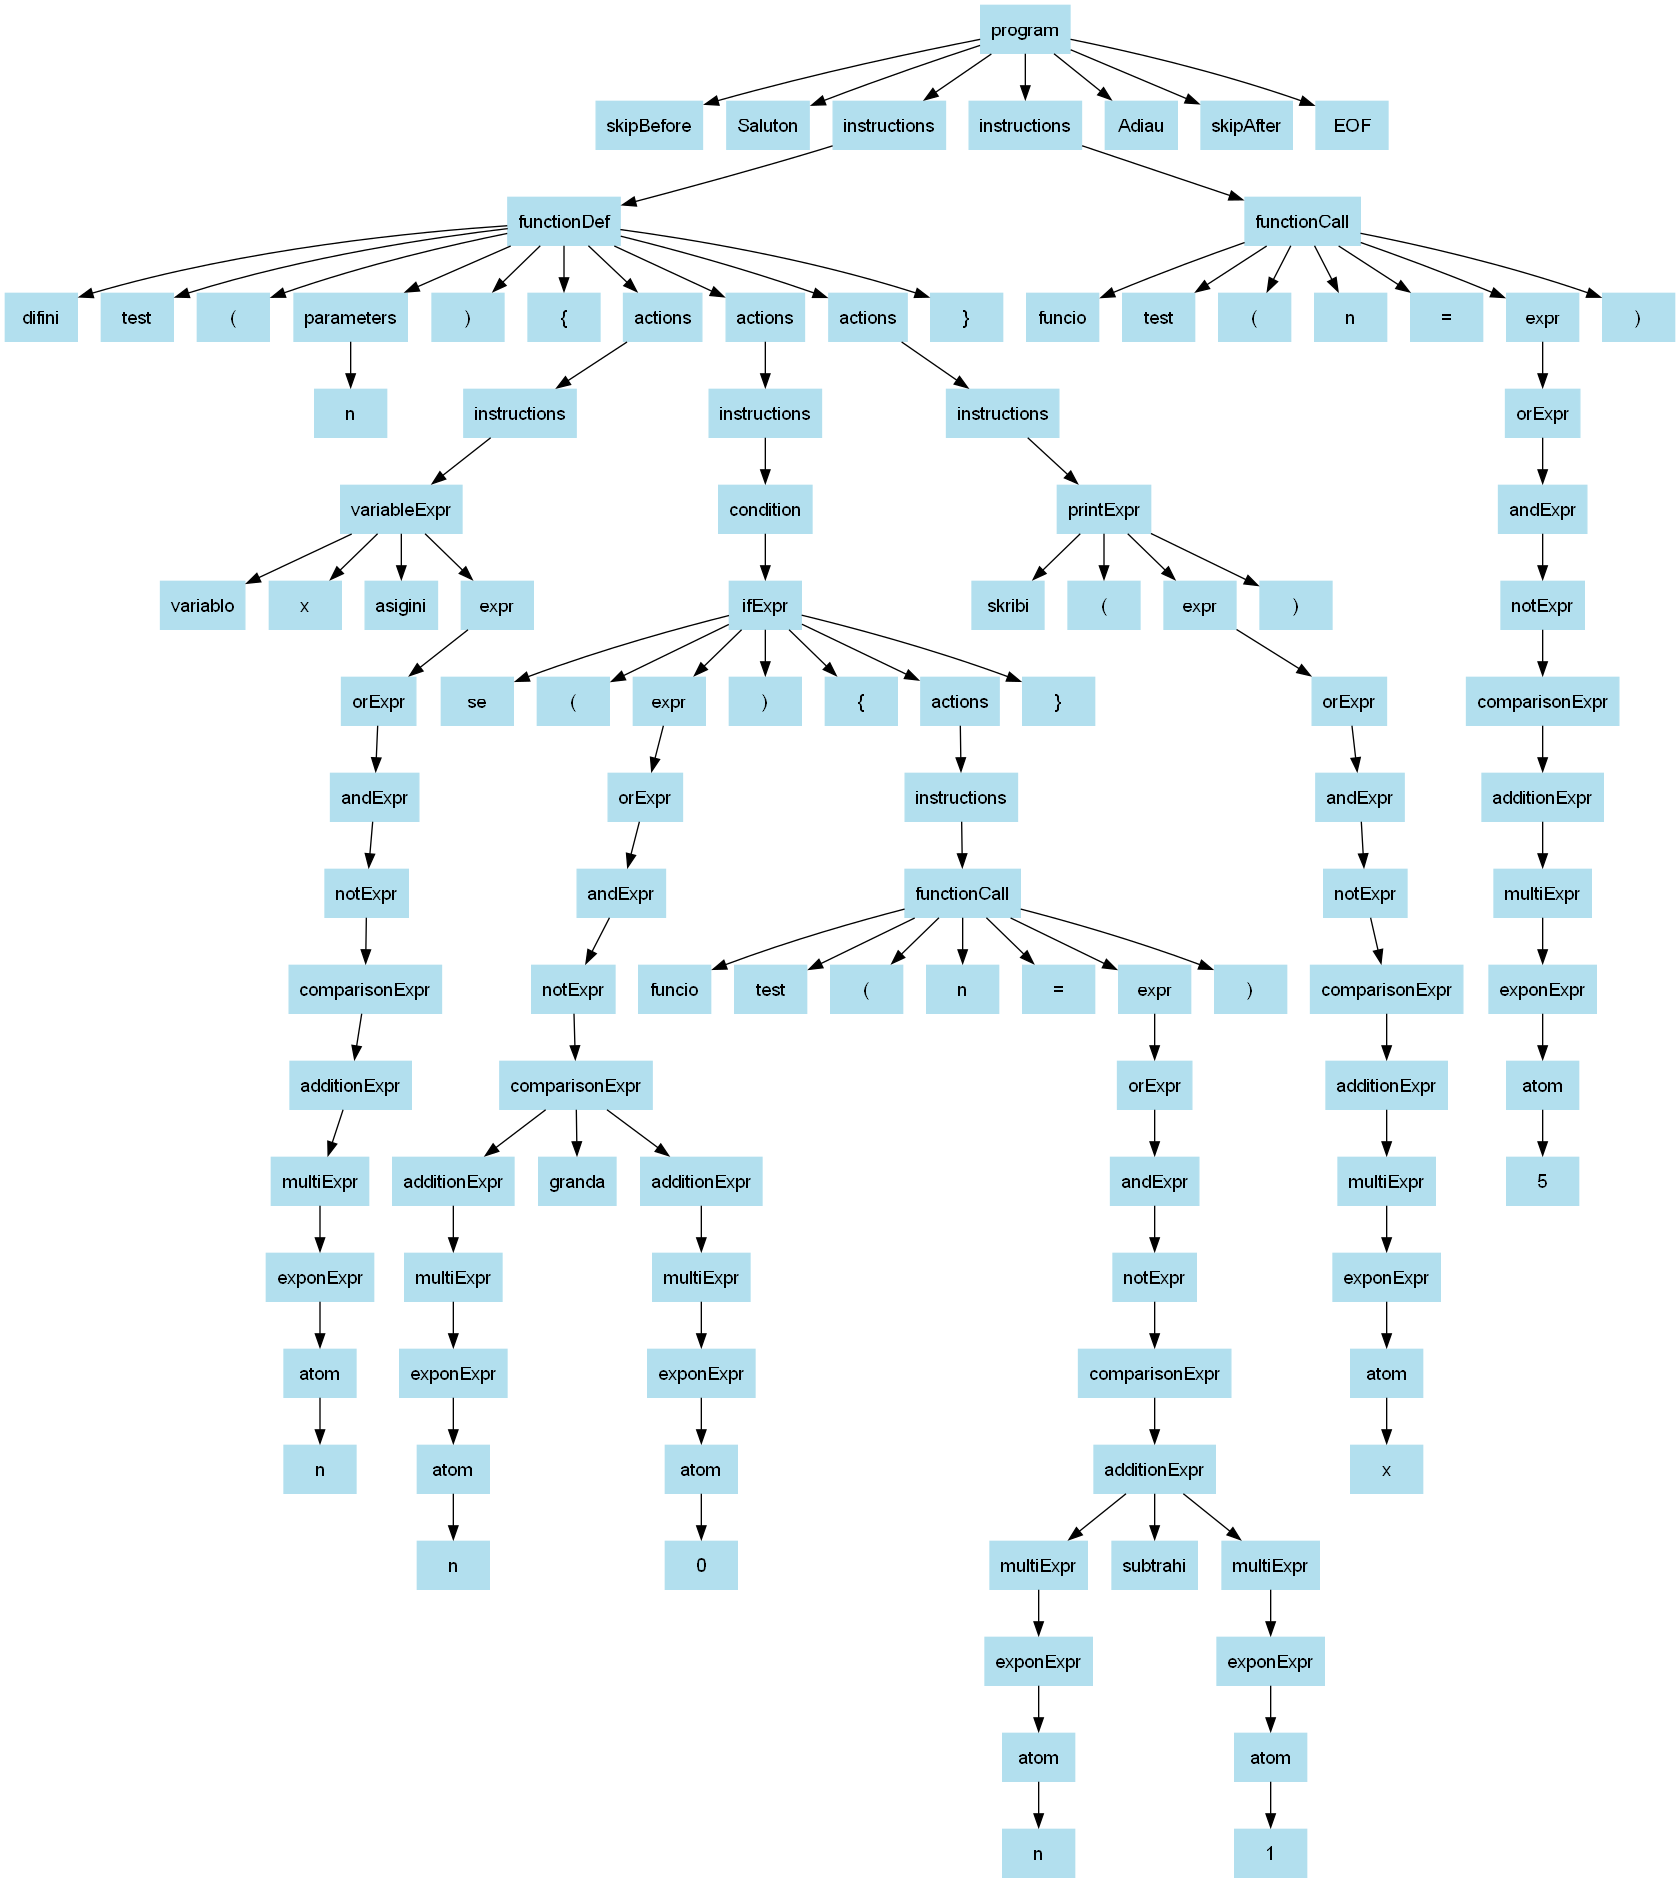 program
skipBefore Saluton instructions instructions Adiau skipAfter EOF
functionDef functionCall
difini test ( parameters ) { actions actions actions } funcio test ( n = expr )
n instructions instructions instructions orExpr
variableExpr condition printExpr andExpr
variablo x asigini expr ifExpr skribi ( expr ) notExpr
orExpr se ( expr ) { actions } orExpr comparisonExpr
andExpr orExpr instructions andExpr additionExpr
notExpr andExpr functionCall notExpr multiExpr
comparisonExpr notExpr funcio test ( n = expr ) comparisonExpr exponExpr
additionExpr comparisonExpr orExpr additionExpr atom
multiExpr additionExpr granda additionExpr andExpr multiExpr 5
exponExpr multiExpr multiExpr notExpr exponExpr
atom exponExpr exponExpr comparisonExpr atom
n atom atom additionExpr x
n 0 multiExpr subtrahi multiExpr
exponExpr exponExpr
atom atom
n 1